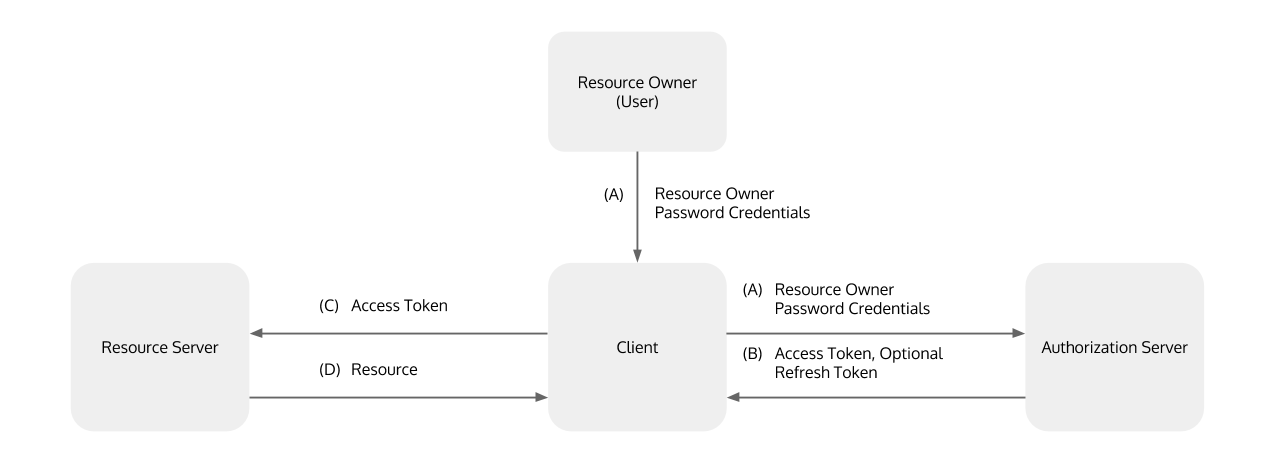 Resource Owner
(User)
(A) Resource Owner
Password Credentials
(C) Access Token
(D) Resource
Resource Server
Client
(A) Resource Owner
Password Credentials
(B) Access Token, Optional
Refresh Token
Authorization Server